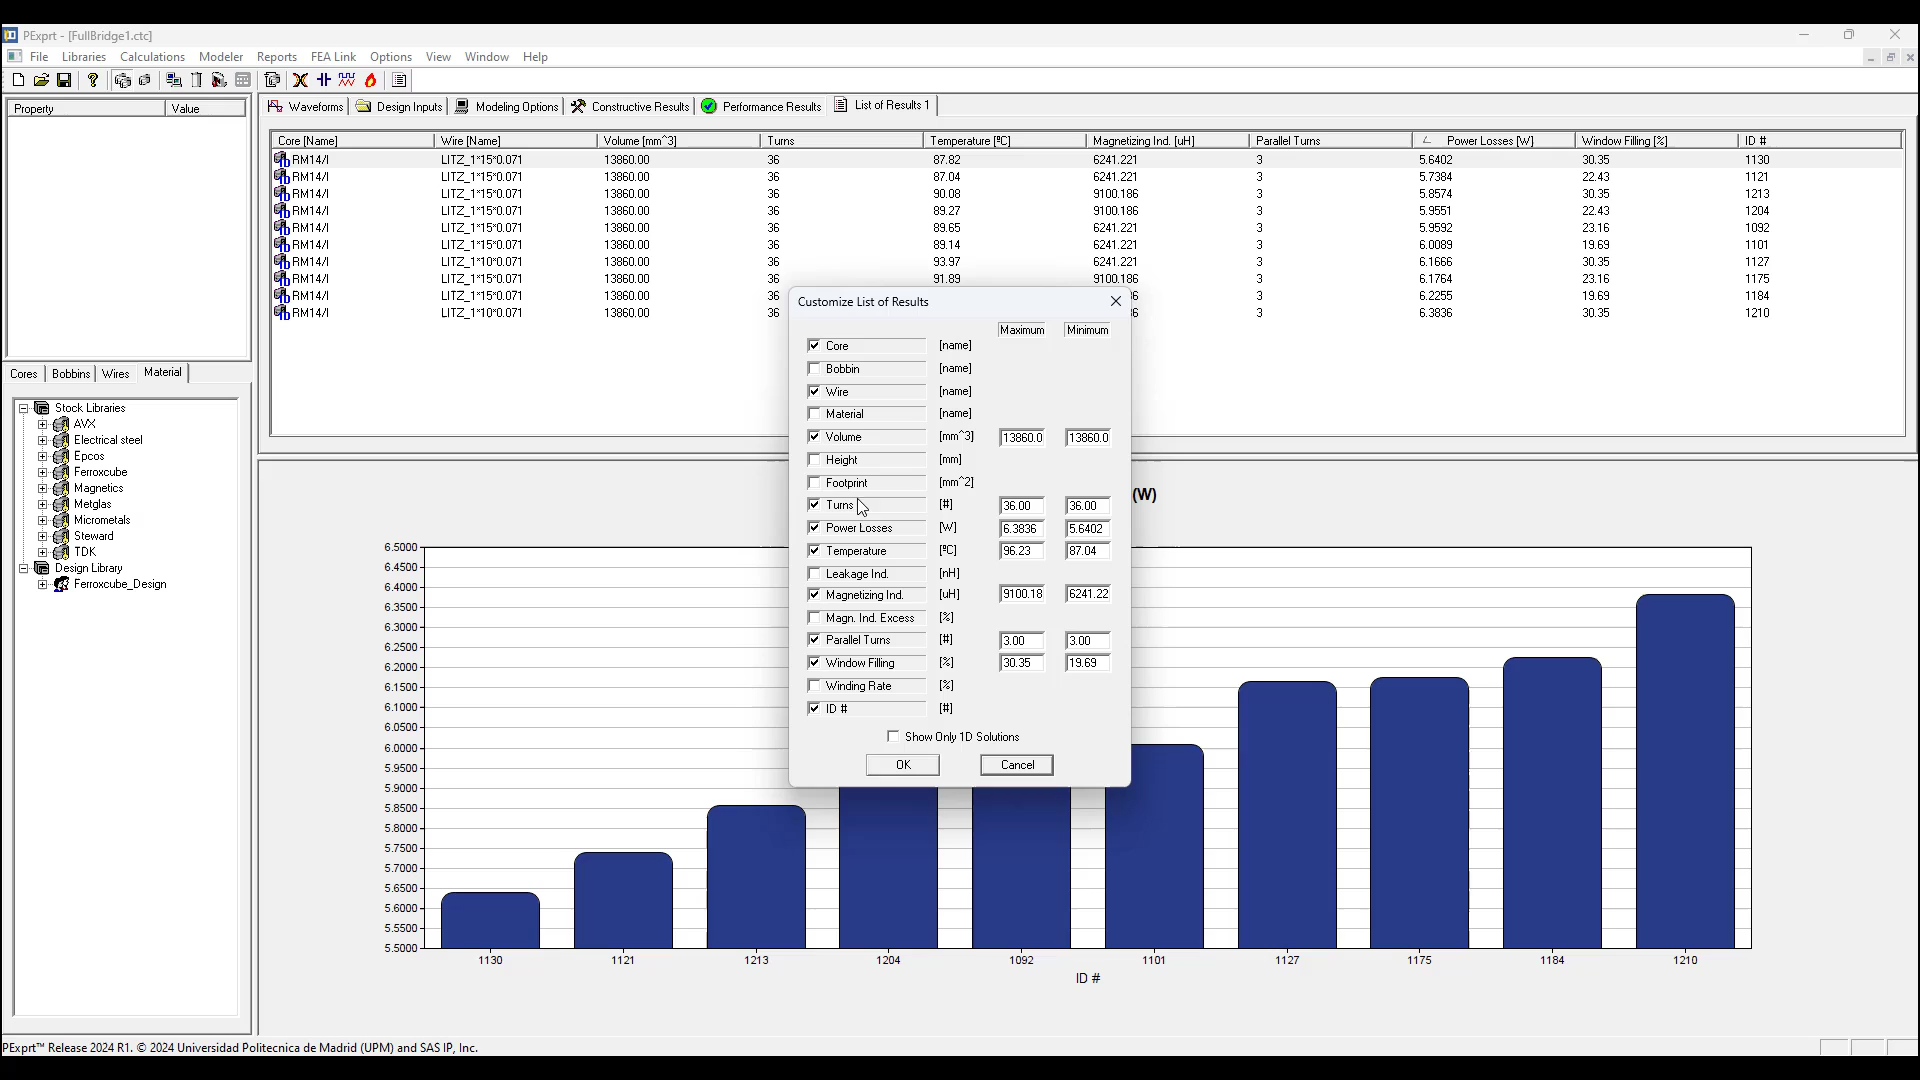 PExprt - [FullBridge1.ctc]
File Libraries Calculations Modeler Reports FEA Link Options View Window Help
Property Value
Waveforms Design Inputs Modeling Options Constructive Results Performance Results List of Results 1
Core [Name] Wire [Name] Volume [mm^3] Turns Temperature [ºC] Magnetizing Ind. [uH] Parallel Turns Power Losses [W] Window Filling [%] ID #
RM14/I LITZ_1*15*0.071 13860.00 36 87.82 6241.221 3 5.6402 30.35 1130
RM14/I LITZ_1*15*0.071 13860.00 36 87.04 6241.221 3 5.7384 22.43 1121
RM14/I LITZ_1*15*0.071 13860.00 36 90.08 9100.186 3 5.8574 30.35 1213
RM14/I LITZ_1*15*0.071 13860.00 36 89.27 9100.186 3 5.9551 22.43 1204
RM14/I LITZ_1*15*0.071 13860.00 36 89.65 6241.221 3 5.9592 23.16 1092
RM14/I LITZ_1*15*0.071 13860.00 36 89.14 6241.221 3 6.0089 19.69 1101
RM14/I LITZ_1*10*0.071 13860.00 36 93.97 6241.221 3 6.1666 30.35 1127
RM14/I LITZ_1*15*0.071 13860.00 36 91.89 9100.186 3 6.1764 23.16 1175
RM14/I LITZ_1*15*0.071 13860.00 36 6 3 6.2255 19.69 1184
RM14/I LITZ_1*10*0.071 13860.00 36 6 3 6.3836 30.35 1210
Cores Bobbins Wires Material
Stock Libraries
AVX
Electrical steel
Epcos
Ferroxcube
Magnetics
Metglas
Micrometals
Steward
TDK
Design Library
Ferroxcube_Design
Customize List of Results
Maximum Minimum
Core [name]
Bobbin [name]
Wire [name]
Material [name]
Volume [mm^3] 13860.0 13860.0
Height [mm]
Footprint [mm^2]
Turns [#] 36.00 36.00
Power Losses [W] 6.3836 5.6402
Temperature [ºC] 96.23 87.04
Leakage Ind. [nH]
Magnetizing Ind. [uH] 9100.18 6241.22
Magn. Ind. Excess [%]
Parallel Turns [#] 3.00 3.00
Window Filling [%] 30.35 19.69
Winding Rate [%]
ID # [#]
Show Only 1D Solutions
OK Cancel
(W)
6.5000
6.4500
6.4000
6.3500
6.3000
6.2500
6.2000
6.1500
6.1000
6.0500
6.0000
5.9500
5.9000
5.8500
5.8000
5.7500
5.7000
5.6500
5.6000
5.5500
5.5000
1130 1121 1213 1204 1092 1101 1127 1175 1184 1210
ID #
PExprt™ Release 2024 R1. © 2024 Universidad Politecnica de Madrid (UPM) and SAS IP, Inc.